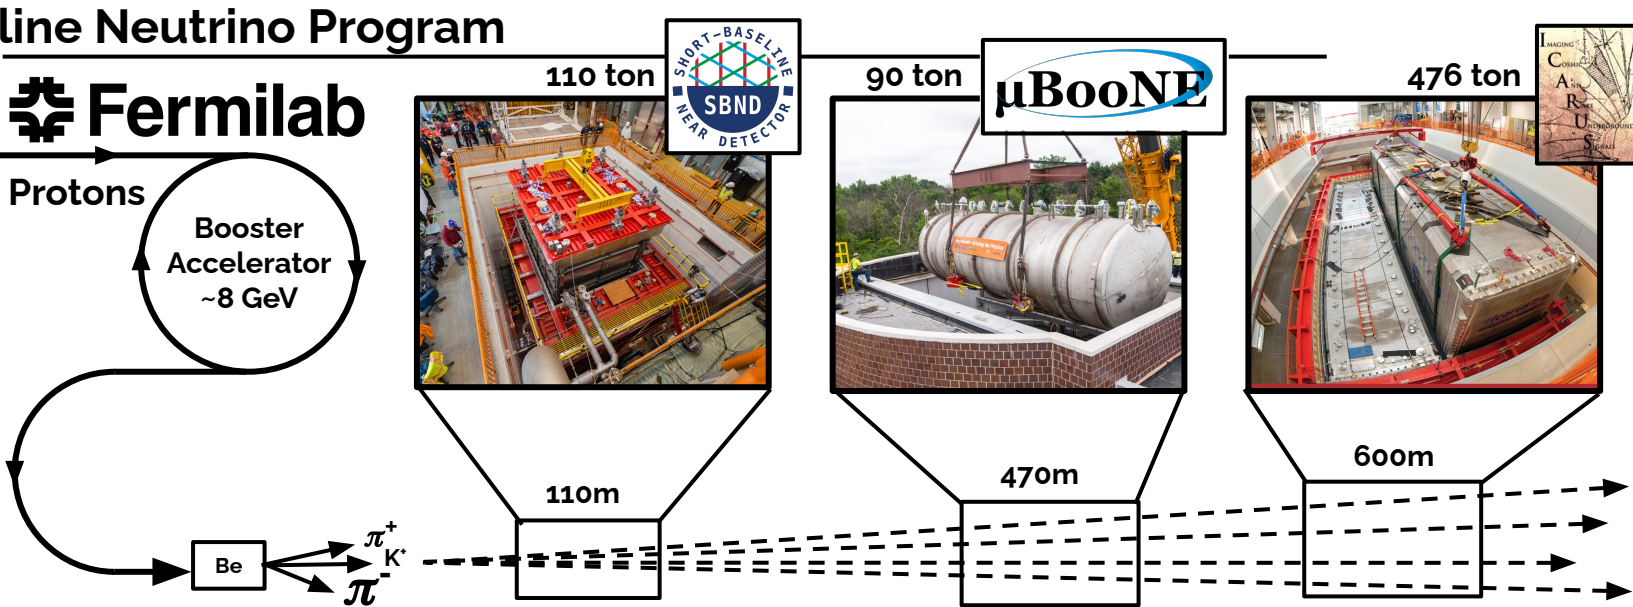 line Neutrino Program
Fermilab
Protons
Booster
Accelerator
~8 GeV
Be
π⁺
K⁺
π⁻
110 ton
SHORT-BASELINE
SBND
NEAR DETECTOR
90 ton
µBooNE
476 ton
IMAGING
COSMIC
AND
RARE
UNDERGROUND
SIGNALS
110m
470m
600m